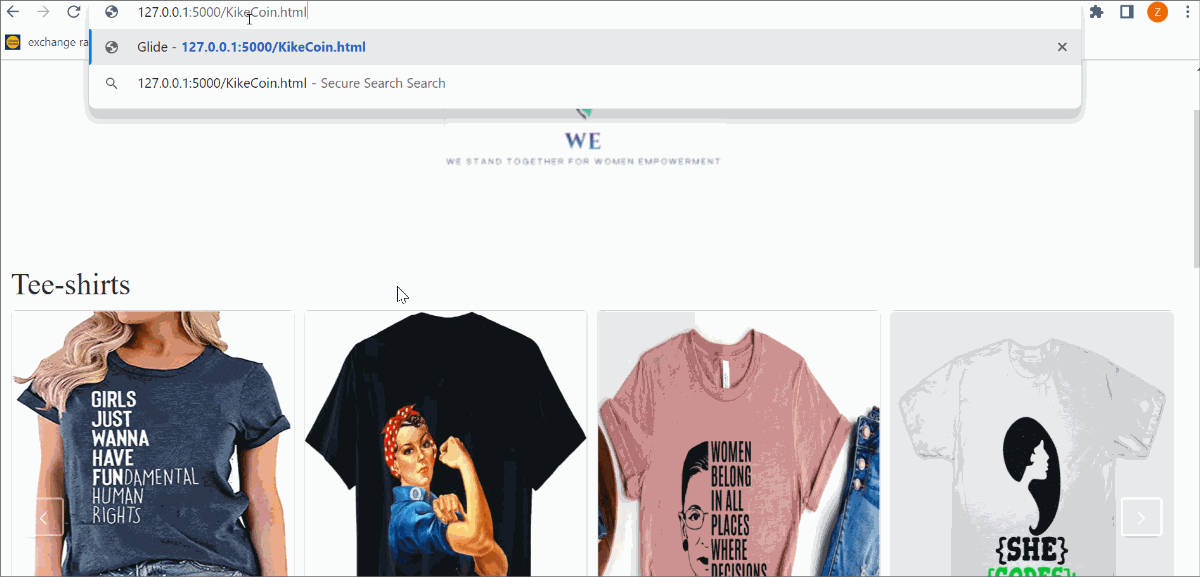 127.0.0.1:5000/KikeCoin.html
Z
exchange ra
Glide - 127.0.0.1:5000/KikeCoin.html
127.0.0.1:5000/KikeCoin.html - Secure Search Search
WE
WE STAND TOGETHER FOR WOMEN EMPOWERMENT
Tee-shirts
GIRLS
JUST
WANNA
HAVE
FUNDAMENTAL
HUMAN
RIGHTS
WOMEN
BELONG
IN ALL
PLACES
WHERE
DECISIONS
{SHE}
{CODES}